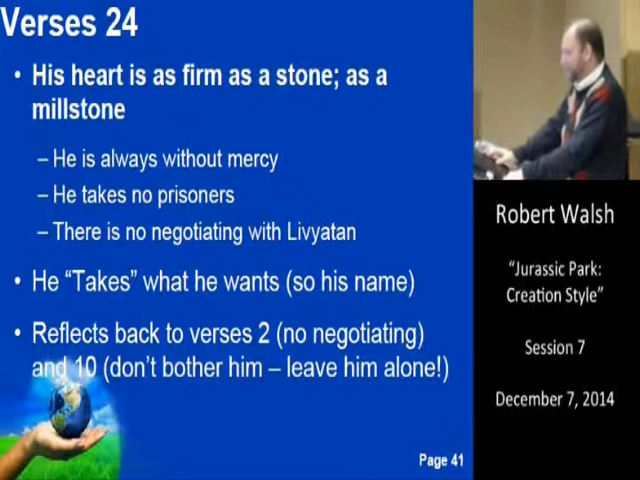 Verses 24
• His heart is as firm as a stone; as a
millstone
– He is always without mercy
– He takes no prisoners
– There is no negotiating with Livyatan
• He “Takes” what he wants (so his name)
• Reflects back to verses 2 (no negotiating)
and 10 (don’t bother him – leave him alone!)
Page 41
Robert Walsh
“Jurassic Park:
Creation Style”
Session 7
December 7, 2014